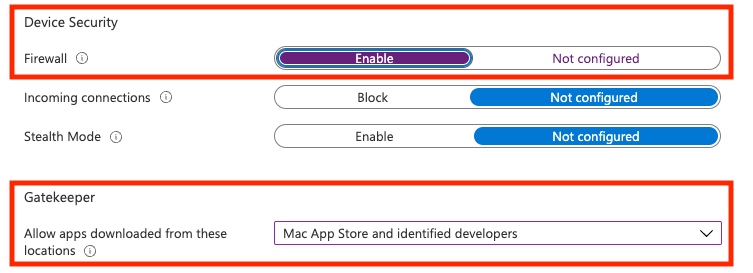 Device Security
Firewall Enable Not configured
Incoming connections Block Not configured
Stealth Mode Enable Not configured
Gatekeeper
Allow apps downloaded from these Mac App Store and identified developers
locations